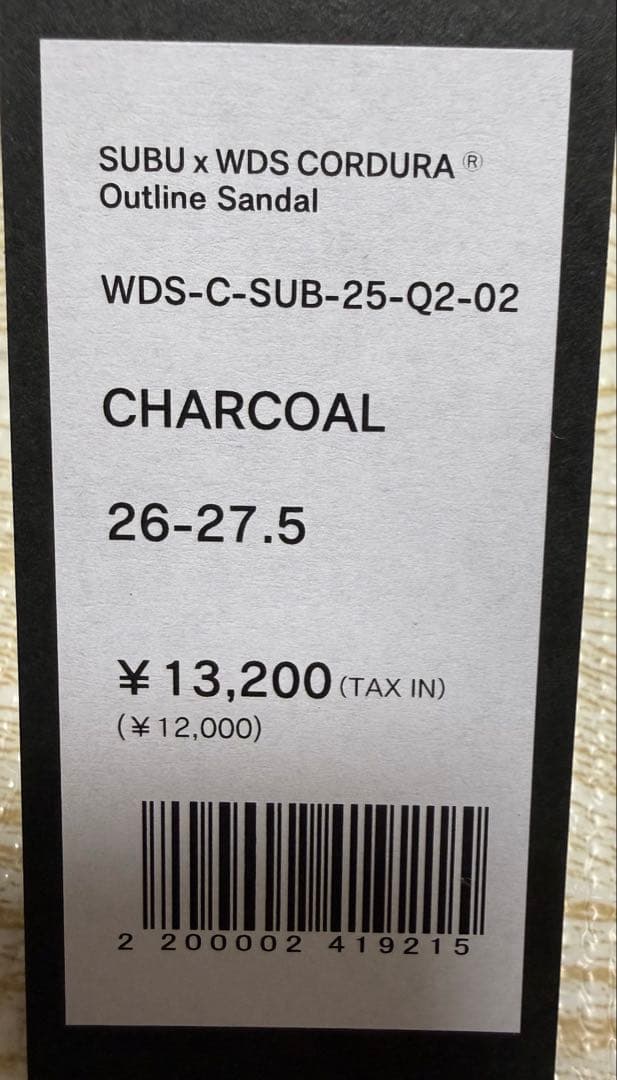 SUBU x WDS CORDURA ®
Outline Sandal
WDS-C-SUB-25-Q2-02
CHARCOAL
26-27.5
¥ 13,200 (TAX IN)
(¥ 12,000)
2 200002 419215